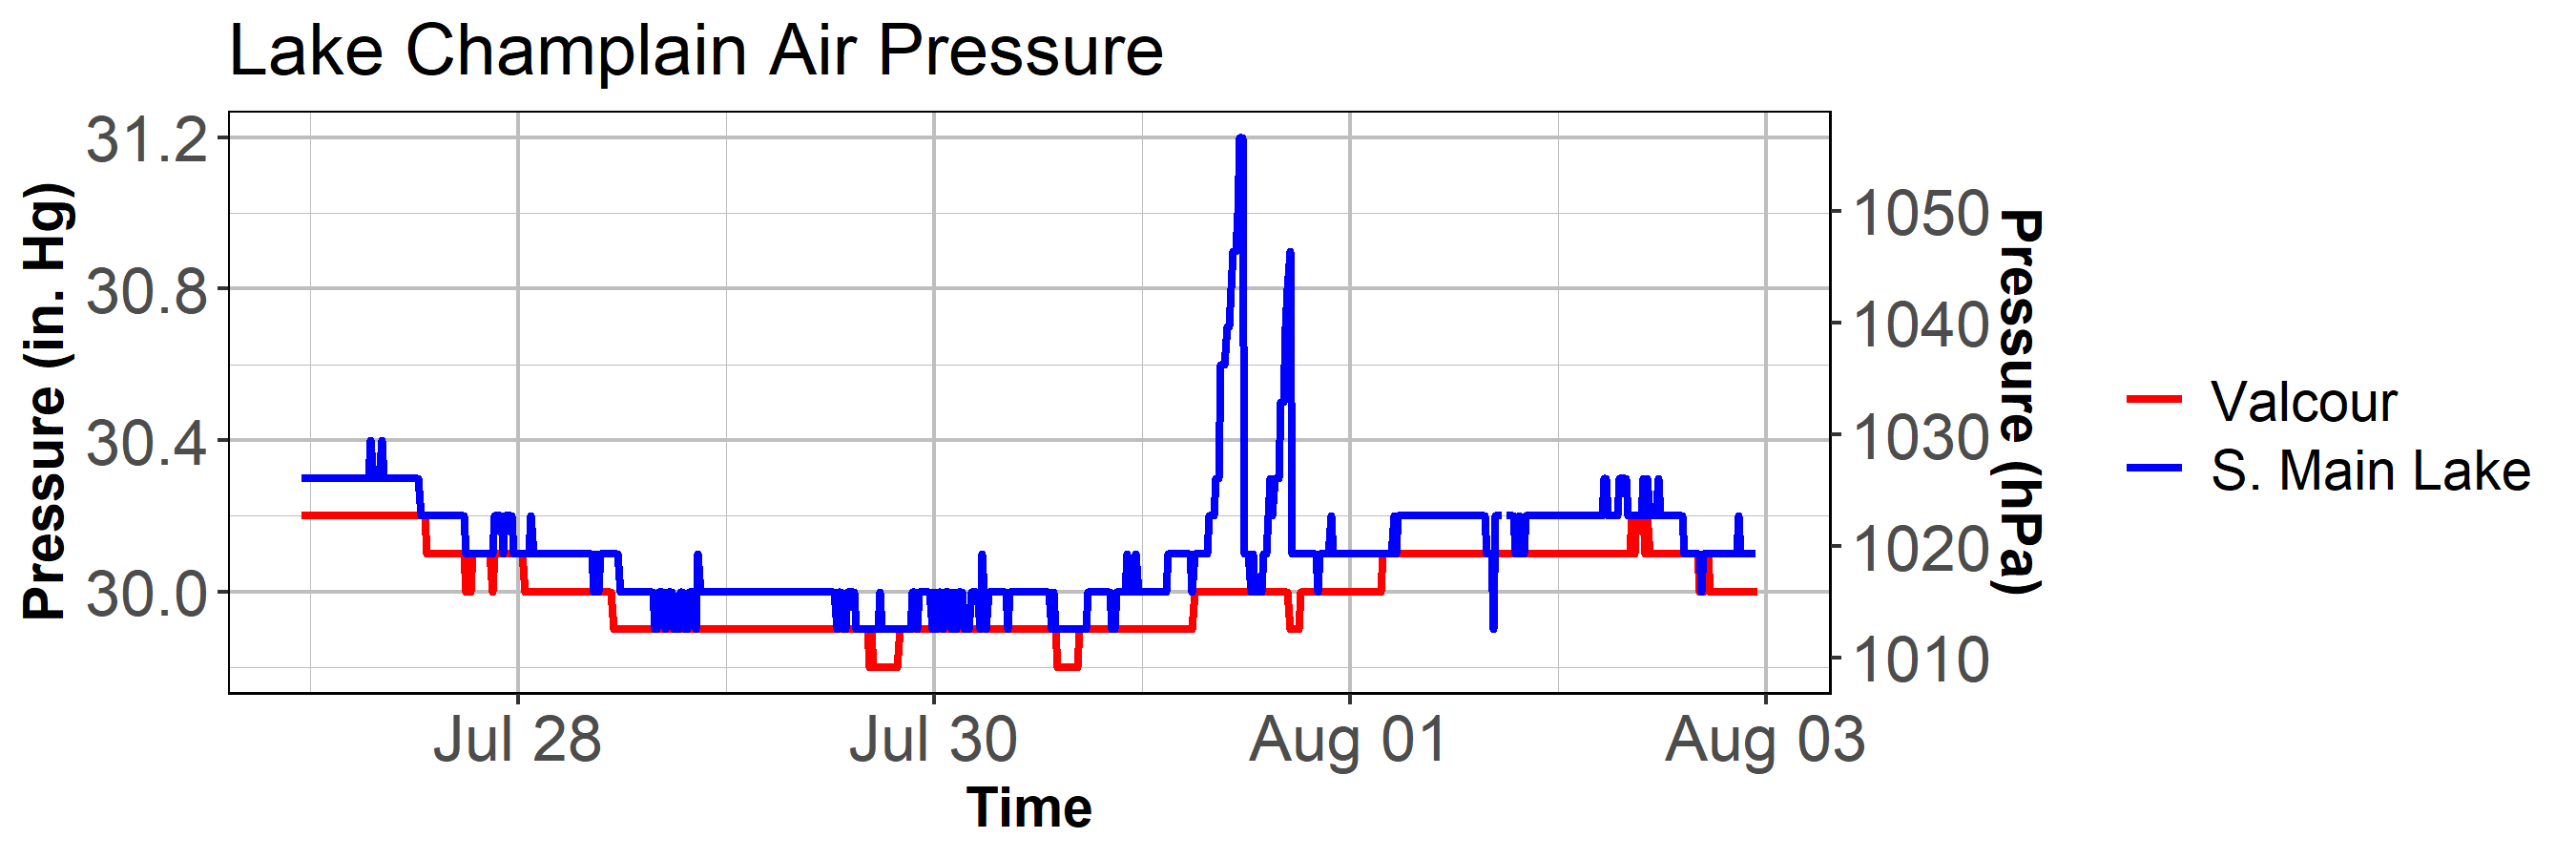 Lake Champlain Air Pressure
Pressure (in. Hg)
31.2
30.8
30.4
30.0
1050
1040
1030
1020
1010
Pressure (hPa)
Valcour
S. Main Lake
Jul 28
Jul 30
Aug 01
Aug 03
Time